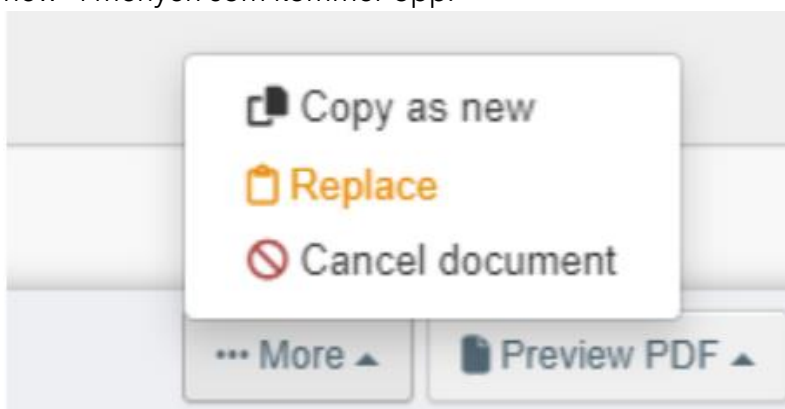 Copy as new
Replace
Cancel document
••• More
Preview PDF